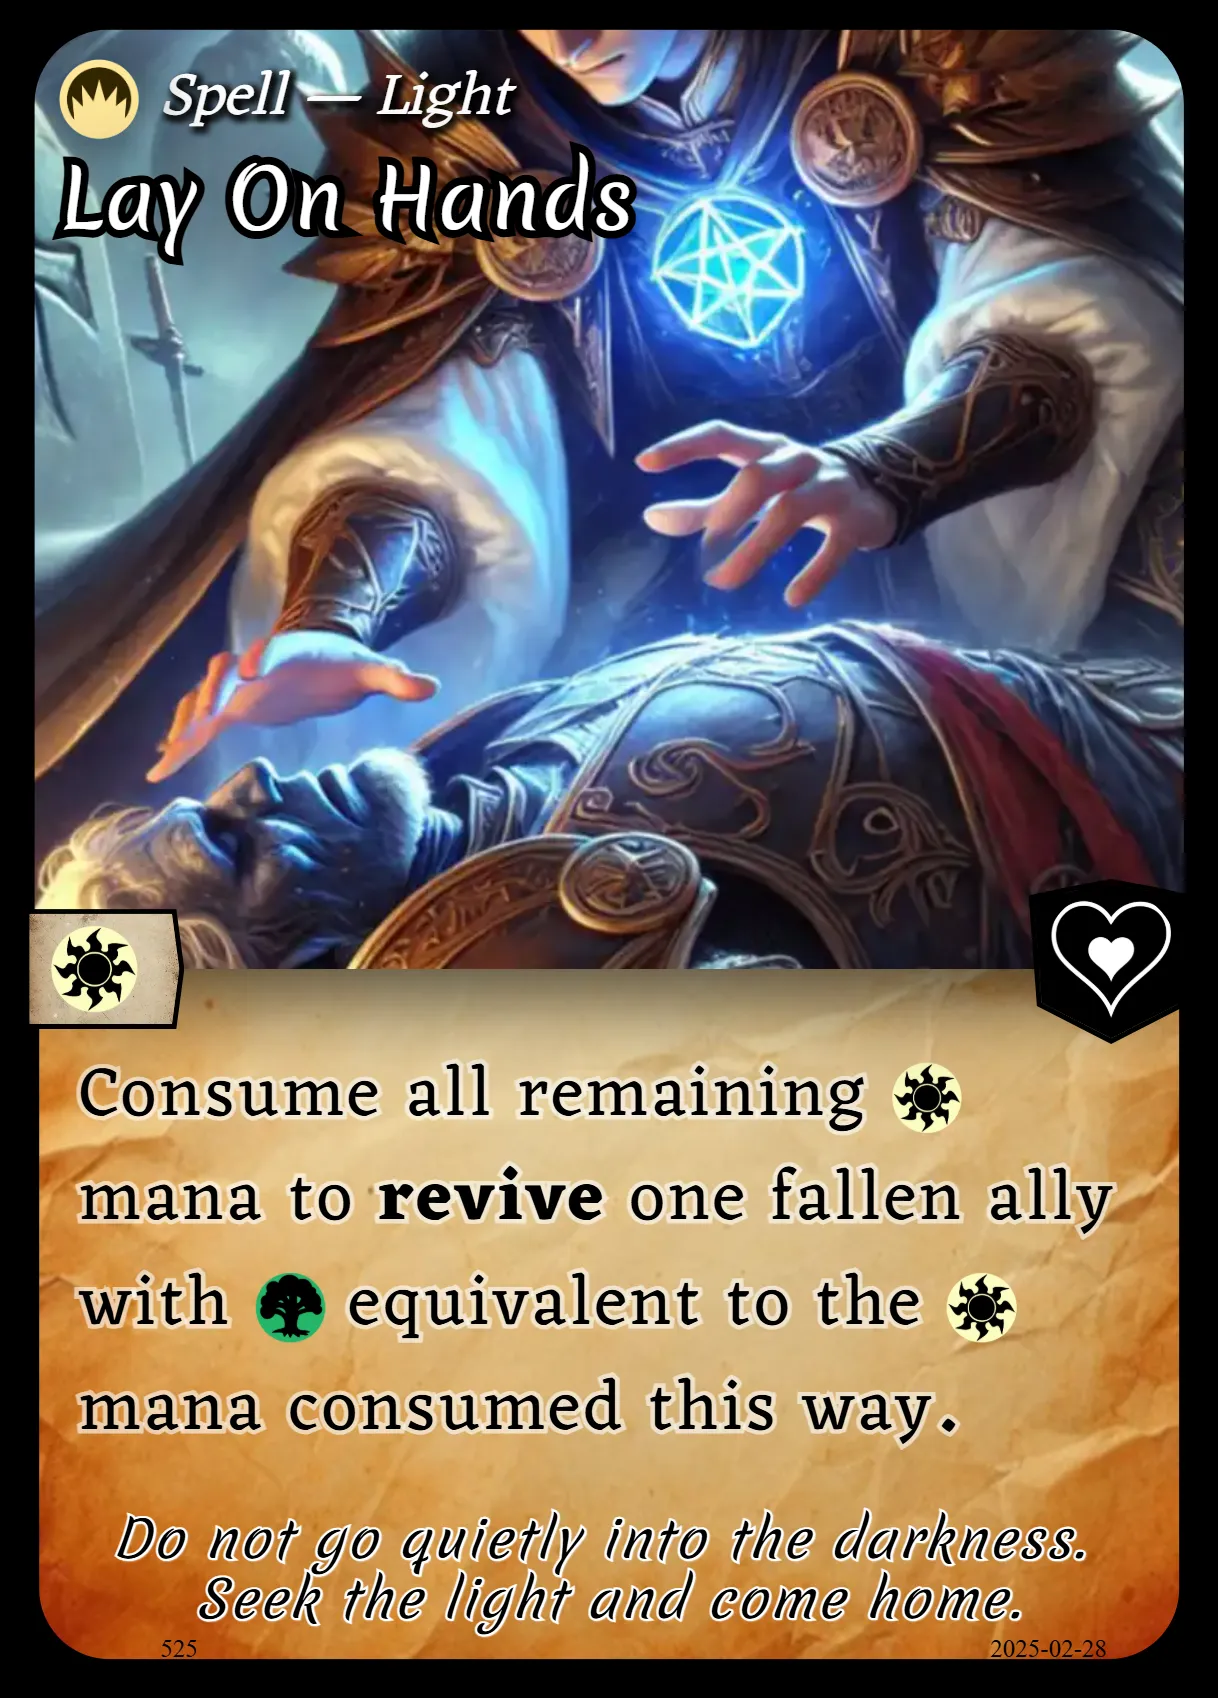 Spell — Light
Lay On Hands
Consume all remaining
mana to revive one fallen ally
with equivalent to the
mana consumed this way.
Do not go quietly into the darkness.
Seek the light and come home.
525
2025-02-28